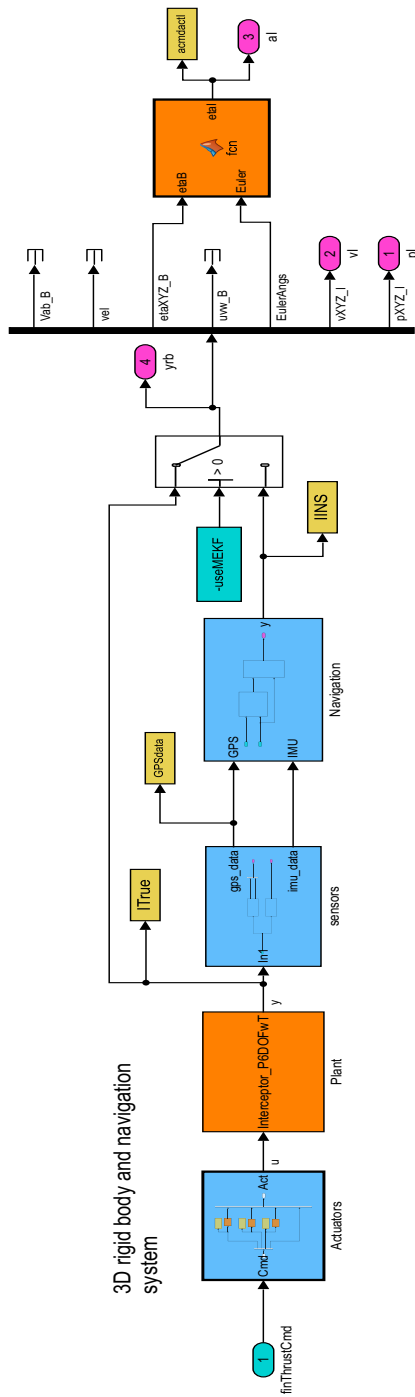 3D rigid body and navigation
system
1
finThrustCmd
Cmd
Act
Actuators
u
Interceptor_P6DOFwT
Plant
y
ITrue
In1
gps_data
imu_data
sensors
GPSdata
GPS
IMU
y
Navigation
IINS
-useMEKF
> 0
4
yrb
Vab_B
vel
etaXYZ_B
uvw_B
EulerAngs
vXYZ_I
pXYZ_I
etaB
Euler
etaI
fcn
acmdactI
3
aI
2
vI
1